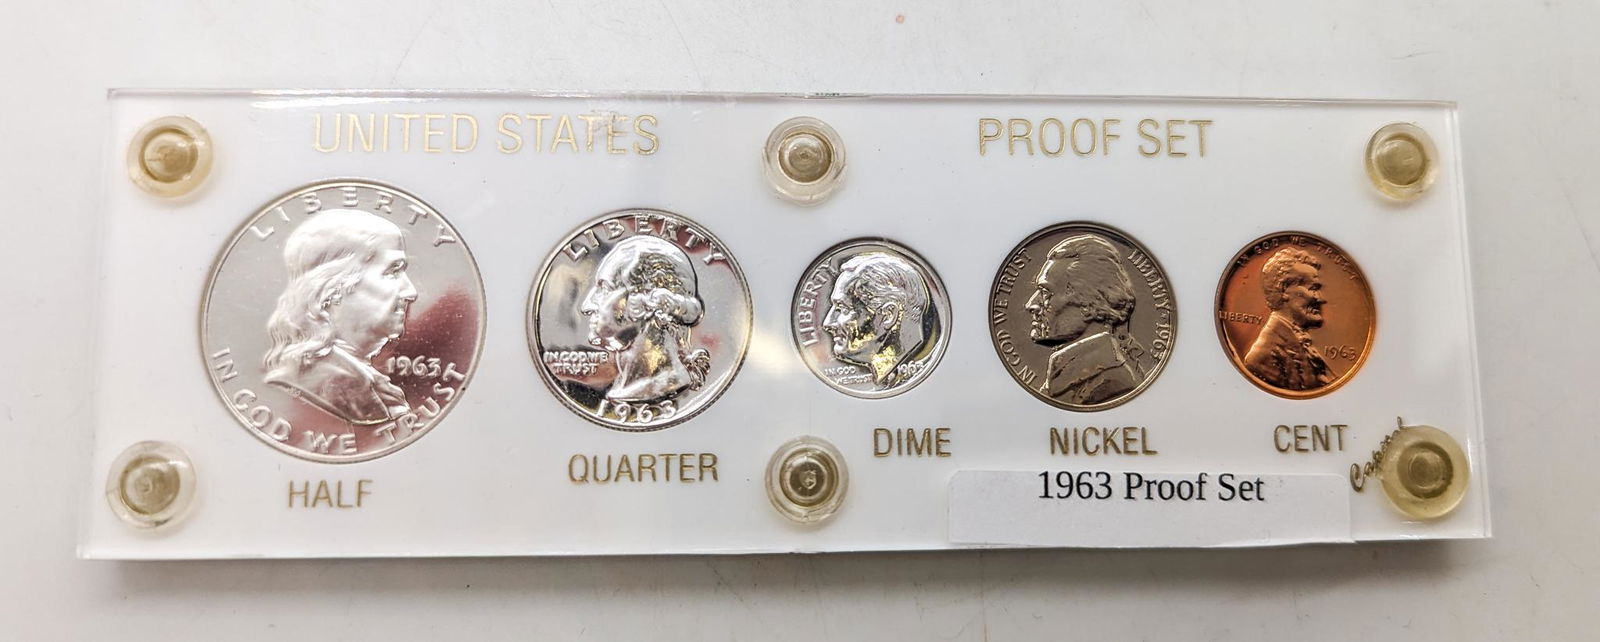 UNITED STATES
PROOF SET
LIBERTY
1963
IN GOD WE TRUST
LIBERTY
IN GOD WE
TRUST
1963
LIBERTY
IN GOD
WE TRUST
1963
IN GOD WE TRUST
LIBERTY · 1963
IN GOD WE TRUST
LIBERTY
1963
HALF
QUARTER
DIME
NICKEL
CENT
Capital
1963 Proof Set